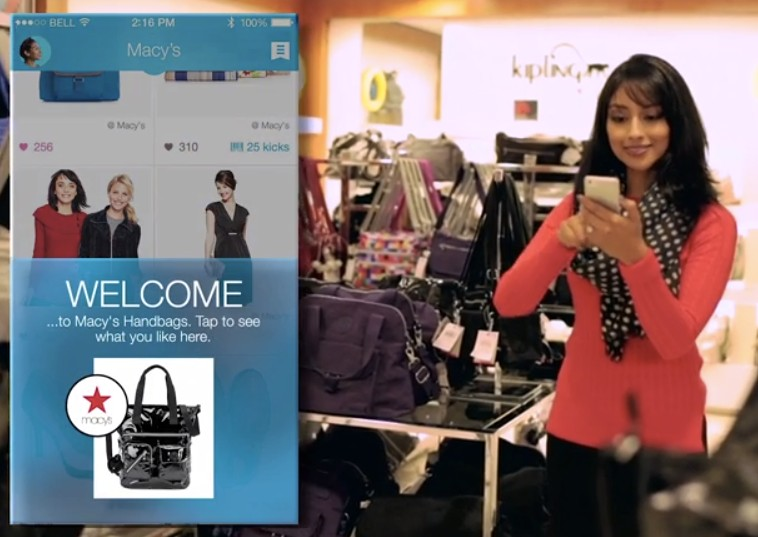 BELL 2:16 PM 100%
Macy's
@ Macy's @ Macy's
256 310 25 kicks
WELCOME
...to Macy's Handbags. Tap to see
what you like here.
macy's
kipling